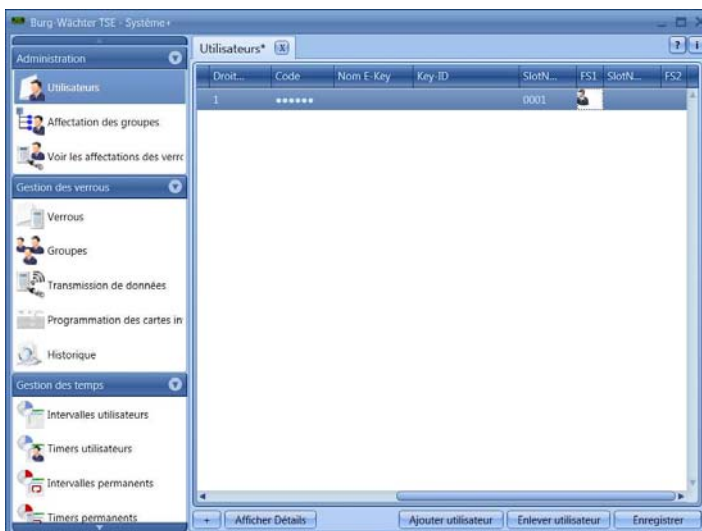 Burg-Wächter TSE - Système+
Administration
Utilisateurs
Affectation des groupes
Voir les affectations des verro
Gestion des verrous
Verrous
Groupes
Transmission de données
Programmation des cartes in
Historique
Gestion des temps
Intervalles utilisateurs
Timers utilisateurs
Intervalles permanents
Timers permanents
Utilisateurs* X
? i
Droit... Code Nom E-Key Key-ID SlotN... FS1 SlotN... FS2
1 •••••• 0001
+ Afficher Détails Ajouter utilisateur Enlever utilisateur Enregistrer